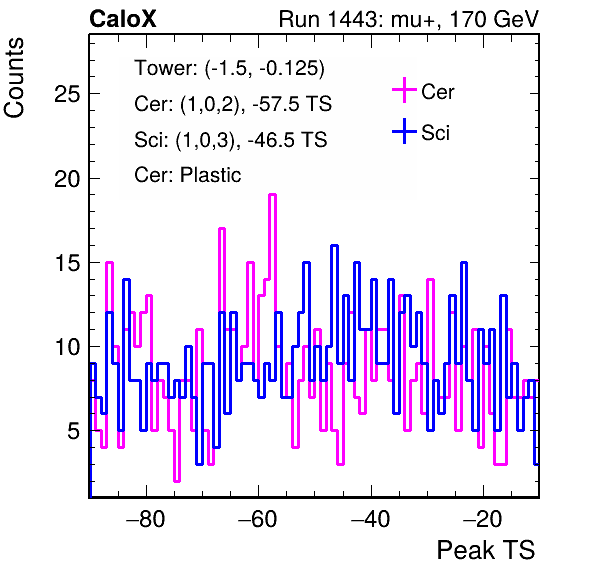 CaloX Run 1443: mu+, 170 GeV
Counts
Tower: (-1.5, -0.125)
Cer: (1,0,2), -57.5 TS
Sci: (1,0,3), -46.5 TS
Cer: Plastic
Cer
Sci
25
20
15
10
5
−80 −60 −40 −20
Peak TS